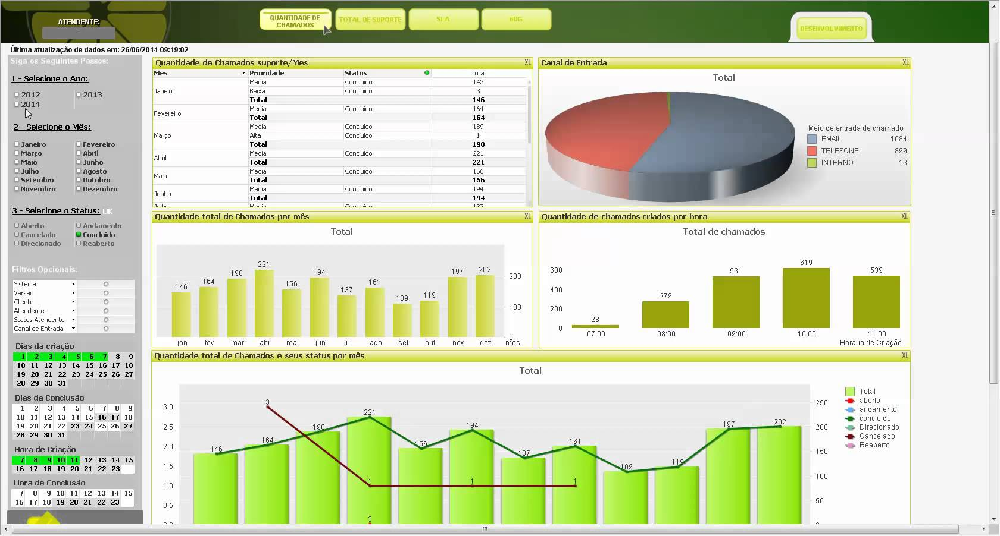 ATENDENTE:
-
QUANTIDADE DE
CHAMADOS
TOTAL DE SUPORTE
SLA
BUG
DESENVOLVIMENTO
Última atualização de dados em: 26/06/2014 09:19:02
Siga os Seguintes Passos:
1 - Selecione o Ano:
2012 2013
2014
2 - Selecione o Mês:
Janeiro Fevereiro
Março Abril
Maio Junho
Julho Agosto
Setembro Outubro
Novembro Dezembro
3 - Selecione o Status: OK
Aberto Andamento
Cancelado Concluido
Direcionado Reaberto
Filtros Opcionais:
Sistema
Versao
Cliente
Atendente
Status Atendente
Canal de Entrada
Dias da criação
1 2 3 4 5 6 7 8 9
10 11 12 13 14 15 16 17 18
19 20 21 22 23 24 25 26 27
28 29 30 31
Dias da Conclusão
1 2 3 4 5 6 7 8 9
10 11 12 13 14 15 16 17 18
19 20 21 22 23 24 25 26 27
28 29 30 31
Hora de Criação
7 8 9 10 11 12 13 14 15
16 17 18 19 20 21 22 23
Hora de Conclusão
7 8 9 10 11 12 13 14 15
16 17 18 19 20 21 22 23
Quantidade de Chamados suporte/Mes XL
Mes Prioridade Status Total
Janeiro Media Concluido 143
Baixa Concluido 3
Total 146
Fevereiro Media Concluido 164
Total 164
Março Media Concluido 189
Alta Concluido 1
Total 190
Abril Media Concluido 221
Total 221
Maio Media Concluido 156
Total 156
Junho Media Concluido 194
Total 194
Julho Media Concluido 137
Canal de Entrada XL
Total
Meio de entrada de chamado
EMAIL 1084
TELEFONE 899
INTERNO 13
Quantidade total de Chamados por mês XL
Total
146 164 190 221 156 194 137 161 109 119 197 202
200
100
0
jan fev mar abr mai jun jul ago set out nov dez mes
Quantidade de chamados criados por hora XL
Total de chamados
600
400
200
0
28 279 531 619 539
07:00 08:00 09:00 10:00 11:00
Horario de Criação
Quantidade total de Chamados e seus status por mês XL
Total
3,0
2,5
2,0
1,5
1,0
0,5
0,0
146 164 190 221 156 194 137 161 109 119 197 202
3 1 1 1
3
250
200
150
100
50
0
Total
aberto
andamento
concluido
Direcionado
Cancelado
Reaberto